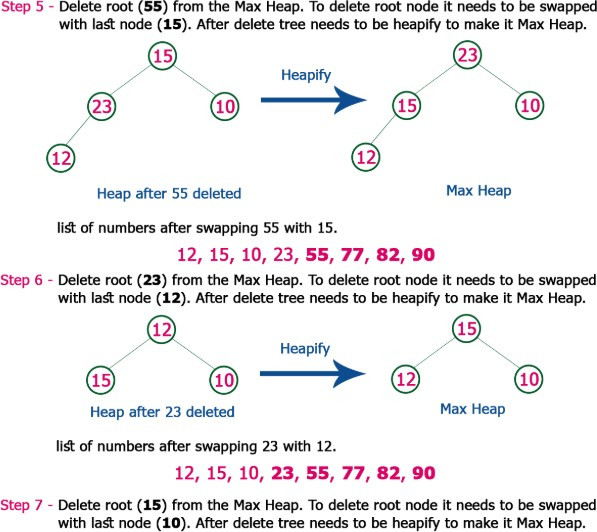 Step 5 - Delete root (55) from the Max Heap. To delete root node it needs to be swapped
with last node (15). After delete tree needs to be heapify to make it Max Heap.
15
23
10
12
Heap after 55 deleted
Heapify
23
15
10
12
Max Heap
list of numbers after swapping 55 with 15.
12, 15, 10, 23, 55, 77, 82, 90
Step 6 - Delete root (23) from the Max Heap. To delete root node it needs to be swapped
with last node (12). After delete tree needs to be heapify to make it Max Heap.
12
15
10
Heap after 23 deleted
Heapify
15
12
10
Max Heap
list of numbers after swapping 23 with 12.
12, 15, 10, 23, 55, 77, 82, 90
Step 7 - Delete root (15) from the Max Heap. To delete root node it needs to be swapped
with last node (10). After delete tree needs to be heapify to make it Max Heap.